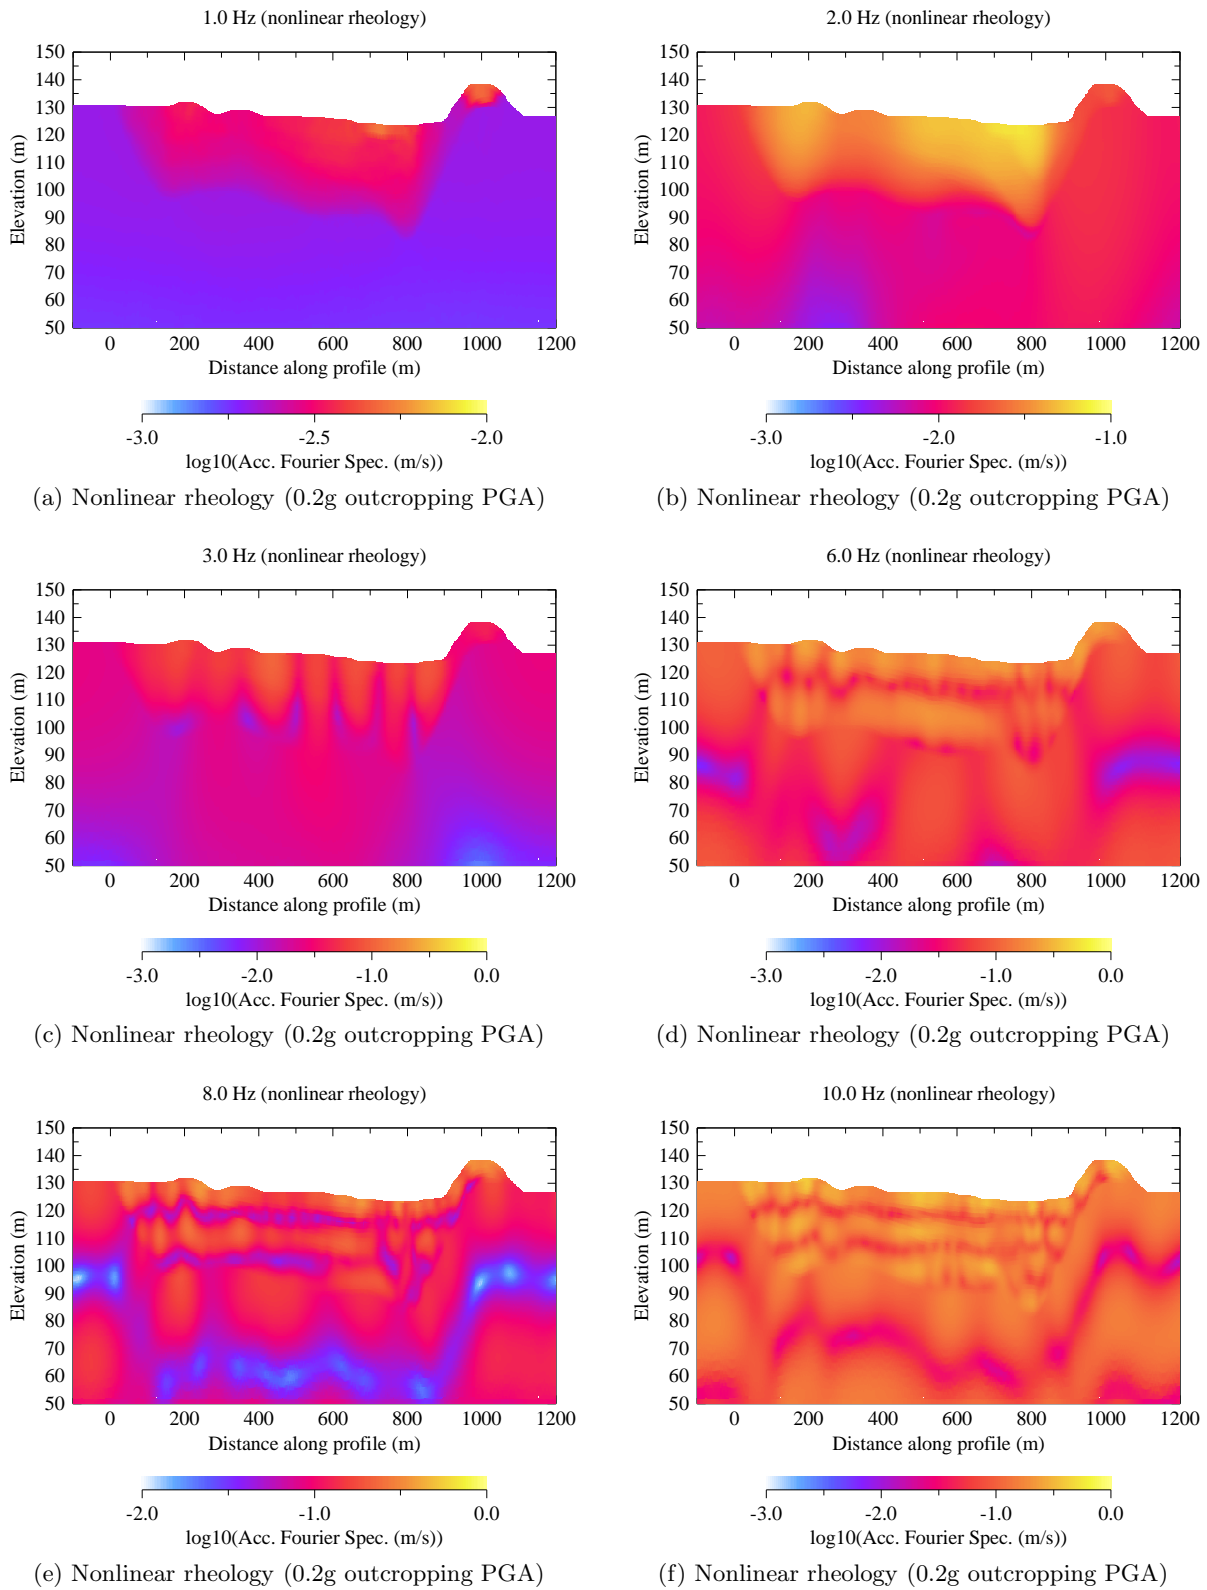 1.0 Hz (nonlinear rheology)
150
140
130
120
110
100
90
80
70
60
50
Elevation (m)
0 200 400 600 800 1000 1200
Distance along profile (m)
-3.0 -2.5 -2.0
log10(Acc. Fourier Spec. (m/s))
(a) Nonlinear rheology (0.2g outcropping PGA)
2.0 Hz (nonlinear rheology)
150
140
130
120
110
100
90
80
70
60
50
Elevation (m)
0 200 400 600 800 1000 1200
Distance along profile (m)
-3.0 -2.0 -1.0
log10(Acc. Fourier Spec. (m/s))
(b) Nonlinear rheology (0.2g outcropping PGA)
3.0 Hz (nonlinear rheology)
150
140
130
120
110
100
90
80
70
60
50
Elevation (m)
0 200 400 600 800 1000 1200
Distance along profile (m)
-3.0 -2.0 -1.0 0.0
log10(Acc. Fourier Spec. (m/s))
(c) Nonlinear rheology (0.2g outcropping PGA)
6.0 Hz (nonlinear rheology)
150
140
130
120
110
100
90
80
70
60
50
Elevation (m)
0 200 400 600 800 1000 1200
Distance along profile (m)
-3.0 -2.0 -1.0 0.0
log10(Acc. Fourier Spec. (m/s))
(d) Nonlinear rheology (0.2g outcropping PGA)
8.0 Hz (nonlinear rheology)
150
140
130
120
110
100
90
80
70
60
50
Elevation (m)
0 200 400 600 800 1000 1200
Distance along profile (m)
-2.0 -1.0 0.0
log10(Acc. Fourier Spec. (m/s))
(e) Nonlinear rheology (0.2g outcropping PGA)
10.0 Hz (nonlinear rheology)
150
140
130
120
110
100
90
80
70
60
50
Elevation (m)
0 200 400 600 800 1000 1200
Distance along profile (m)
-3.0 -2.0 -1.0 0.0
log10(Acc. Fourier Spec. (m/s))
(f) Nonlinear rheology (0.2g outcropping PGA)